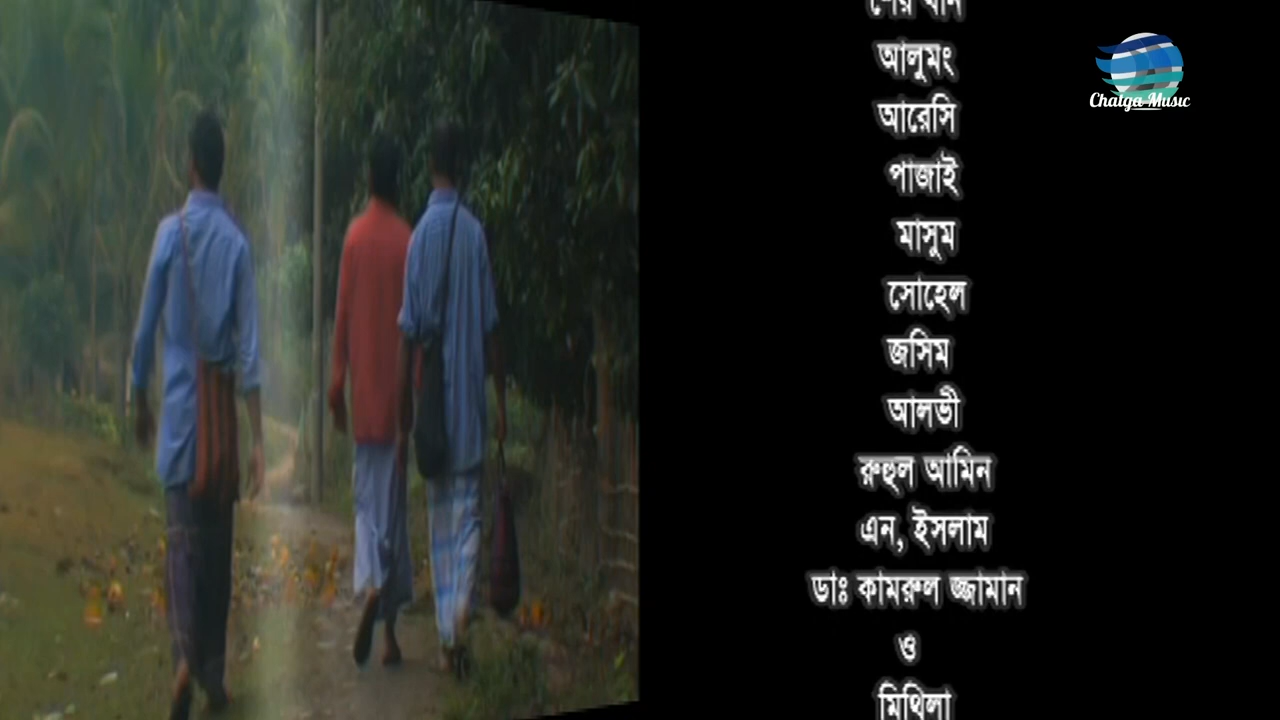 শের খান
আলুমং
আরেসি
পাজাই
মাসুম
সোহেল
জসিম
আলভী
রুহুল আমিন
এন, ইসলাম
ডাঃ কামরুল জ্জামান
ও
মিথিলা
Chatga Music